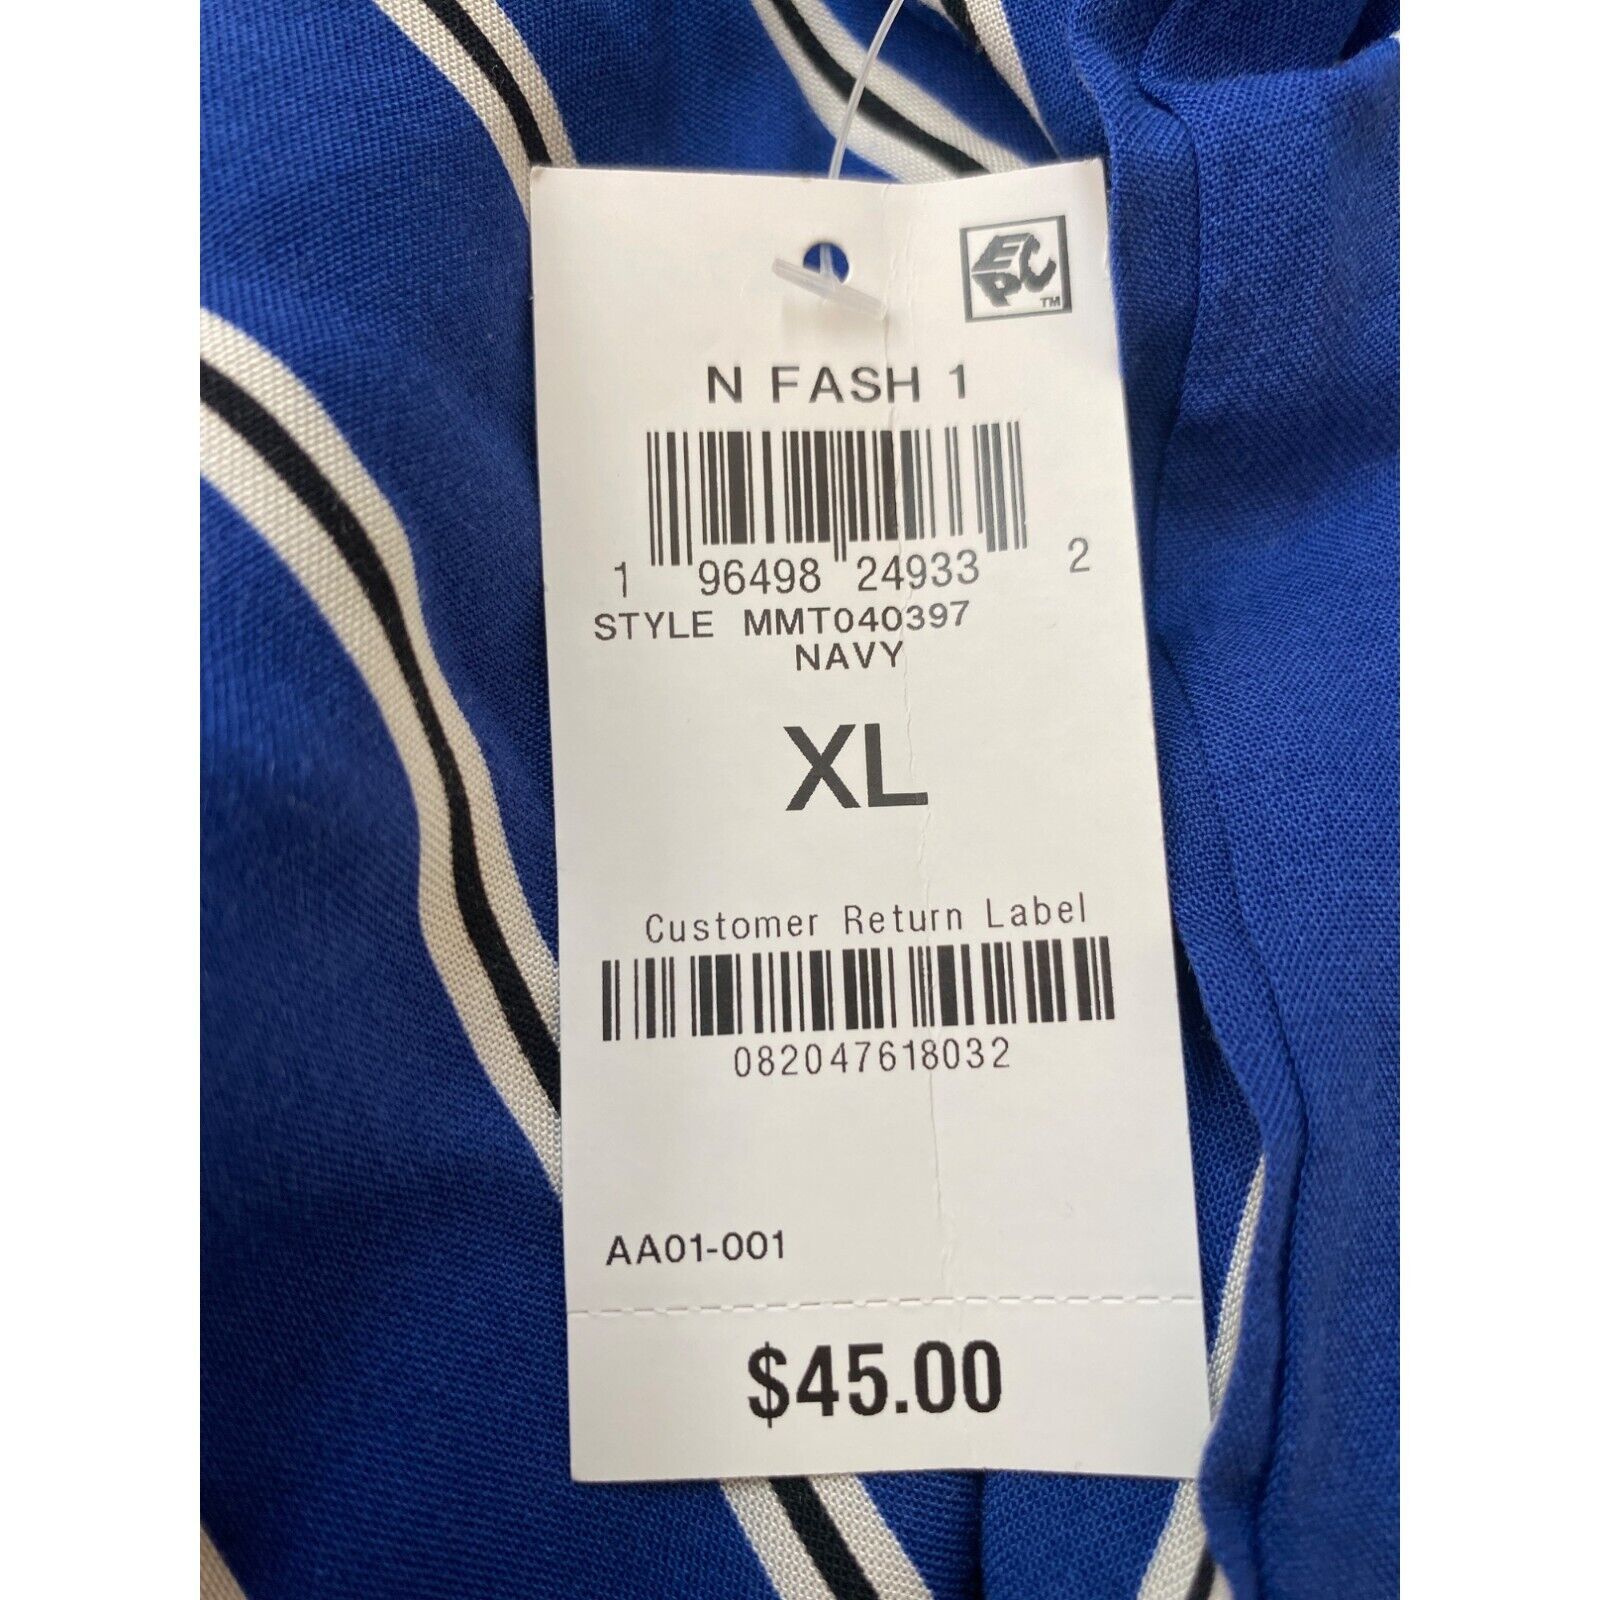 EPC
TM
N FASH 1
1 96498 24933 2
STYLE MMT040397
NAVY
XL
Customer Return Label
082047618032
AA01-001
$45.00